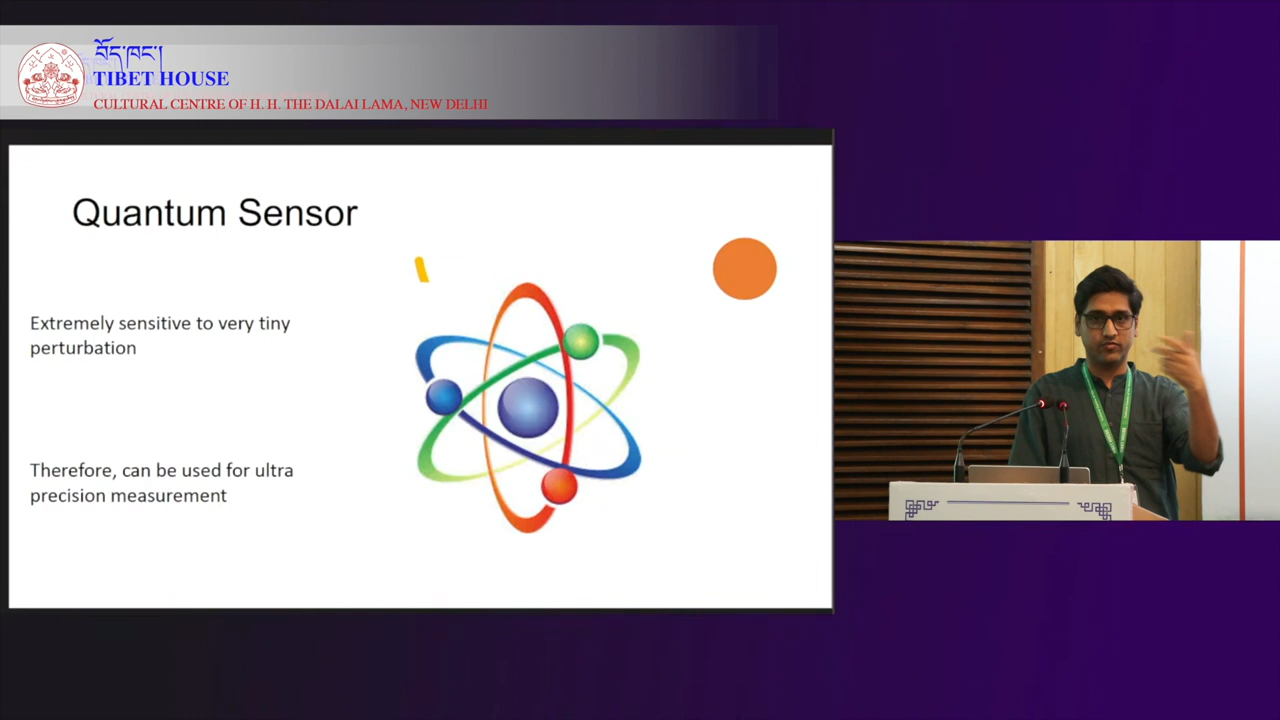 བོད་ཁང་།
TIBET HOUSE
CULTURAL CENTRE OF H. H. THE DALAI LAMA, NEW DELHI
Quantum Sensor
Extremely sensitive to very tiny
perturbation
Therefore, can be used for ultra
precision measurement